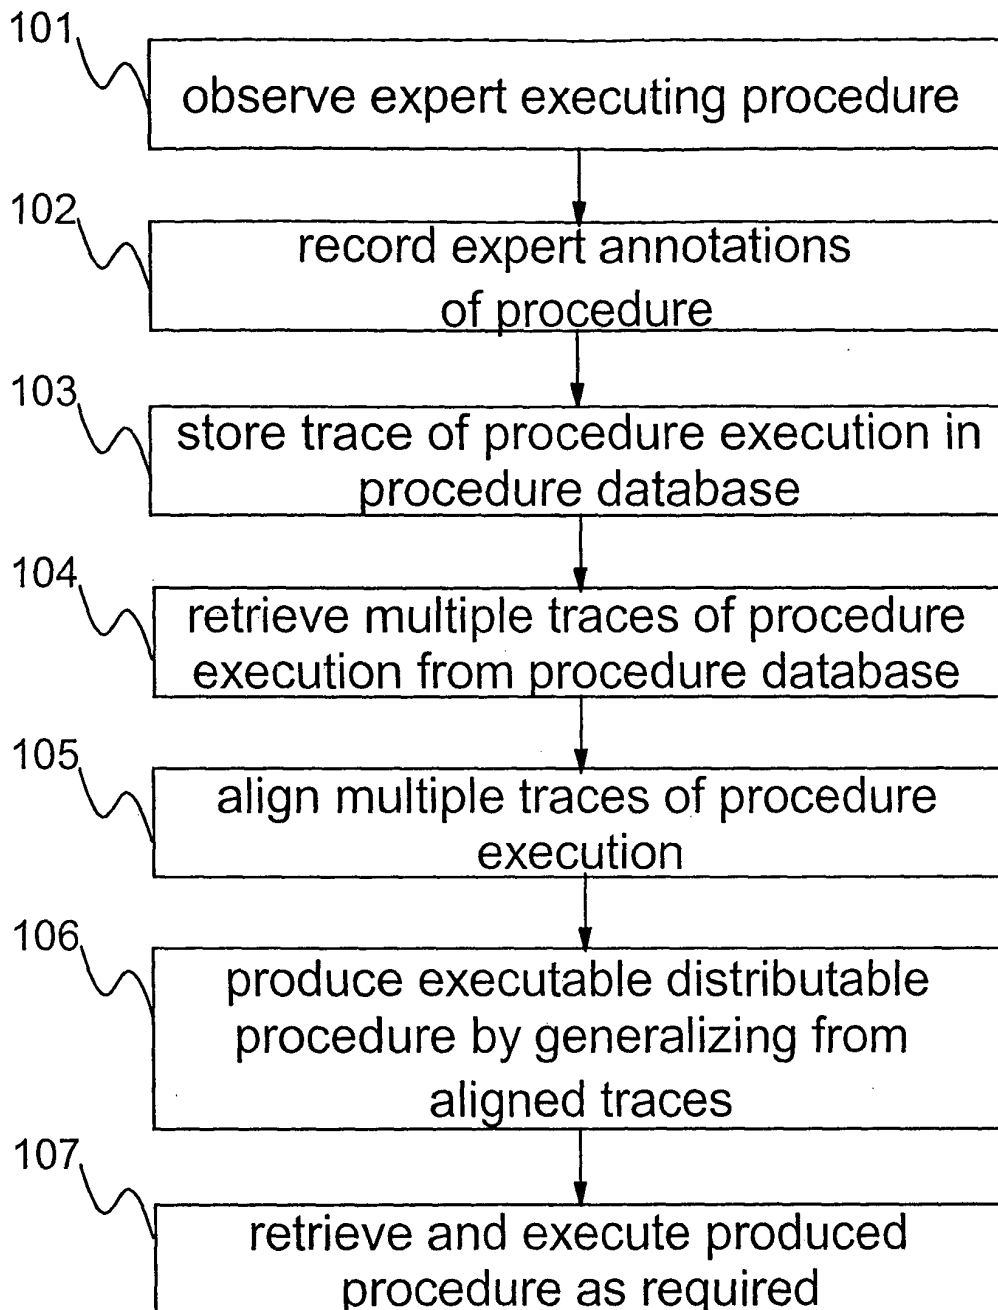 101
observe expert executing procedure
102
record expert annotations
of procedure
103
store trace of procedure execution in
procedure database
104
retrieve multiple traces of procedure
execution from procedure database
105
align multiple traces of procedure
execution
106
produce executable distributable
procedure by generalizing from
aligned traces
107
retrieve and execute produced
procedure as required